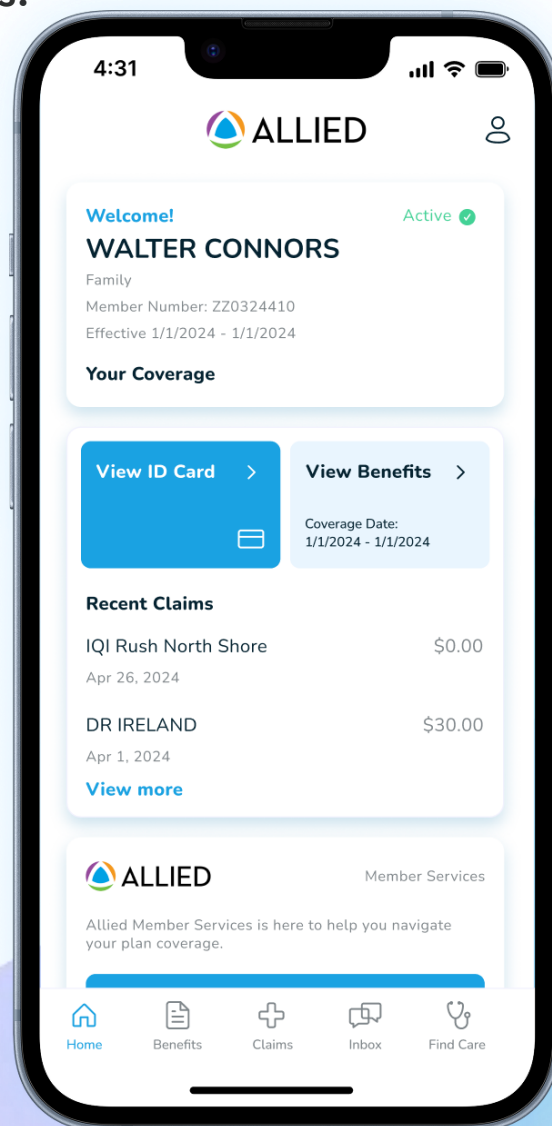 s.
4:31
ALLIED
Welcome!
Active
WALTER CONNORS
Family
Member Number: ZZ0324410
Effective 1/1/2024 - 1/1/2024
Your Coverage
View ID Card
View Benefits
Coverage Date:
1/1/2024 - 1/1/2024
Recent Claims
IQI Rush North Shore $0.00
Apr 26, 2024
DR IRELAND $30.00
Apr 1, 2024
View more
ALLIED
Member Services
Allied Member Services is here to help you navigate
your plan coverage.
Home Benefits Claims Inbox Find Care